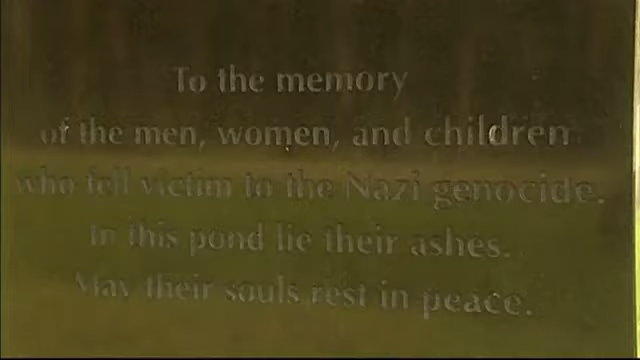 To the memory
of the men, women, and children
who fell victim to the Nazi genocide.
In this pond lie their ashes.
May their souls rest in peace.